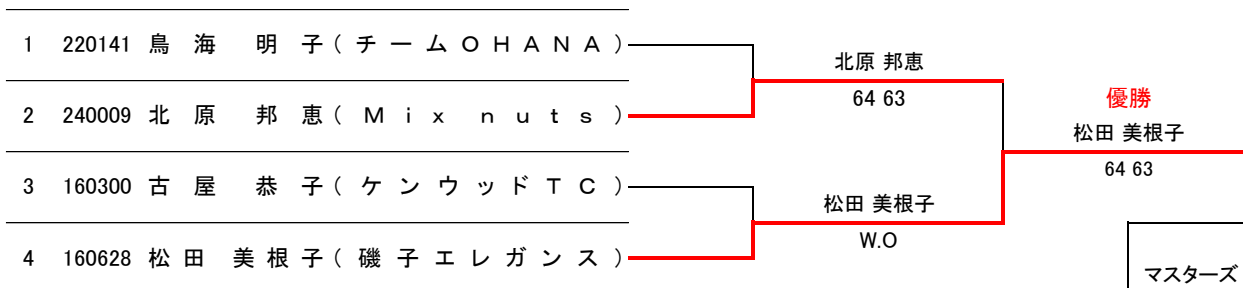 1 220141 鳥海 明子(チームOHANA)
北原 邦恵
64 63
2 240009 北原 邦恵(Mix nuts)
優勝
松田 美根子
64 63
3 160300 古屋 恭子(ケンウッドTC)
松田 美根子
W.O
4 160628 松田 美根子(磯子エレガンス)
マスターズ